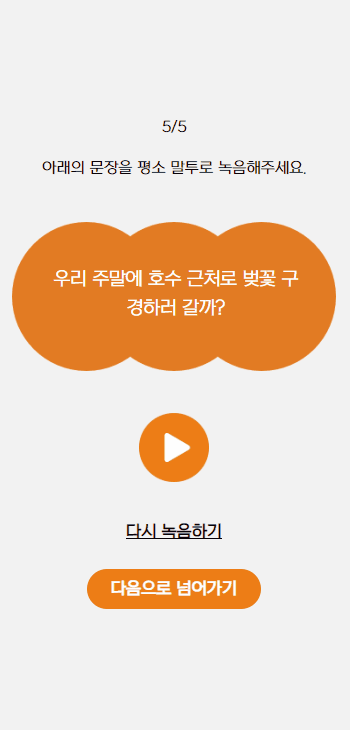 5/5
아래의 문장을 평소 말투로 녹음해주세요.
우리 주말에 호수 근처로 벚꽃 구
경하러 갈까?
다시 녹음하기
다음으로 넘어가기